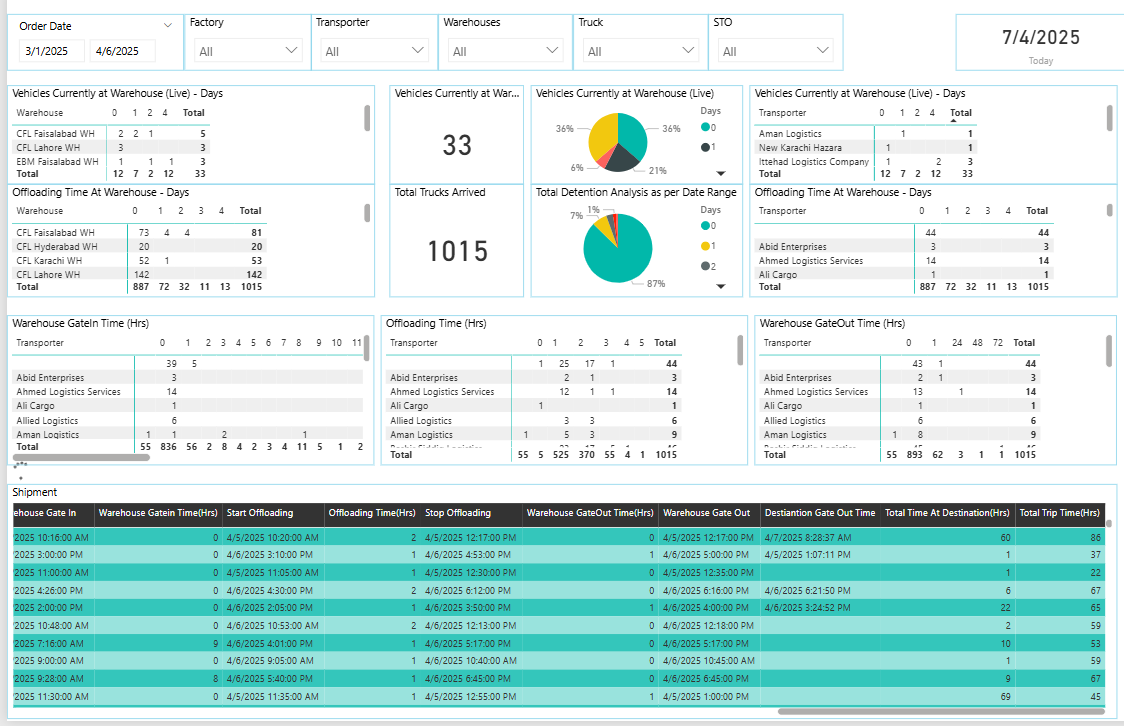 Order Date Factory Transporter Warehouses Truck STO
3/1/2025 4/6/2025 All All All All All
7/4/2025
Today
Vehicles Currently at Warehouse (Live) - Days
Warehouse 0 1 2 4 Total
CFL Faisalabad WH 2 2 1 5
CFL Lahore WH 3 3
EBM Faisalabad WH 1 1 1 3
Total 12 7 2 12 33
Vehicles Currently at War...
33
Vehicles Currently at Warehouse (Live)
Days
0
1
36% 36%
6% 21%
Vehicles Currently at Warehouse (Live) - Days
Transporter 0 1 2 4 Total
Aman Logistics 1 1
New Karachi Hazara 1 1
Ittehad Logistics Company 1 2 3
Total 12 7 2 12 33
Offloading Time At Warehouse - Days
Warehouse 0 1 2 3 4 Total
CFL Faisalabad WH 73 4 4 81
CFL Hyderabad WH 20 20
CFL Karachi WH 52 1 53
CFL Lahore WH 142 142
Total 887 72 32 11 13 1015
Total Trucks Arrived
1015
Total Detention Analysis as per Date Range
Days
0
1
2
1%
7%
87%
Offloading Time At Warehouse - Days
Transporter 0 1 2 3 4 Total
44 44
Abid Enterprises 3 3
Ahmed Logistics Services 14 14
Ali Cargo 1 1
Total 887 72 32 11 13 1015
Warehouse GateIn Time (Hrs)
Transporter 0 1 2 3 4 5 6 7 8 9 10 11
39 5
Abid Enterprises 3
Ahmed Logistics Services 14
Ali Cargo 1
Allied Logistics 6
Aman Logistics 1 1 2 1
Total 55 836 56 2 8 4 2 3 4 11 5 1 2
Offloading Time (Hrs)
Transporter 0 1 2 3 4 5 Total
1 25 17 1 44
Abid Enterprises 2 1 3
Ahmed Logistics Services 12 1 1 14
Ali Cargo 1 1
Allied Logistics 3 3 6
Aman Logistics 1 5 3 9
Total 55 5 525 370 55 4 1 1015
Warehouse GateOut Time (Hrs)
Transporter 0 1 24 48 72 Total
43 1 44
Abid Enterprises 2 1 3
Ahmed Logistics Services 13 1 14
Ali Cargo 1 1
Allied Logistics 6 6
Aman Logistics 1 8 9
Total 55 893 62 3 1 1 1015
Shipment
ehouse Gate In Warehouse Gatein Time(Hrs) Start Offloading Offloading Time(Hrs) Stop Offloading Warehouse GateOut Time(Hrs) Warehouse Gate Out Destiantion Gate Out Time Total Time At Destination(Hrs) Total Trip Time(Hrs)
2025 10:16:00 AM 0 4/5/2025 10:20:00 AM 2 4/5/2025 12:17:00 PM 0 4/5/2025 12:17:00 PM 4/7/2025 8:28:37 AM 60 86
2025 3:00:00 PM 0 4/6/2025 3:10:00 PM 1 4/6/2025 4:53:00 PM 1 4/6/2025 5:00:00 PM 4/5/2025 1:07:11 PM 1 37
2025 11:00:00 AM 0 4/5/2025 11:05:00 AM 1 4/5/2025 12:30:00 PM 0 4/5/2025 12:35:00 PM 1 22
2025 4:26:00 PM 0 4/6/2025 4:30:00 PM 2 4/6/2025 6:12:00 PM 0 4/6/2025 6:16:00 PM 4/6/2025 6:21:50 PM 6 67
2025 2:00:00 PM 0 4/6/2025 2:05:00 PM 1 4/6/2025 3:50:00 PM 1 4/6/2025 4:00:00 PM 4/6/2025 3:24:52 PM 22 65
2025 10:48:00 AM 0 4/6/2025 10:53:00 AM 2 4/6/2025 12:13:00 PM 0 4/6/2025 12:18:00 PM 2 59
2025 7:16:00 AM 9 4/6/2025 4:01:00 PM 1 4/6/2025 5:17:00 PM 0 4/6/2025 5:17:00 PM 10 53
2025 9:00:00 AM 0 4/6/2025 9:05:00 AM 1 4/6/2025 10:40:00 AM 0 4/6/2025 10:45:00 AM 1 59
2025 9:28:00 AM 8 4/6/2025 5:40:00 PM 1 4/6/2025 6:45:00 PM 0 4/6/2025 6:45:00 PM 9 67
2025 11:30:00 AM 0 4/5/2025 11:35:00 AM 1 4/5/2025 12:55:00 PM 1 4/5/2025 1:00:00 PM 69 45